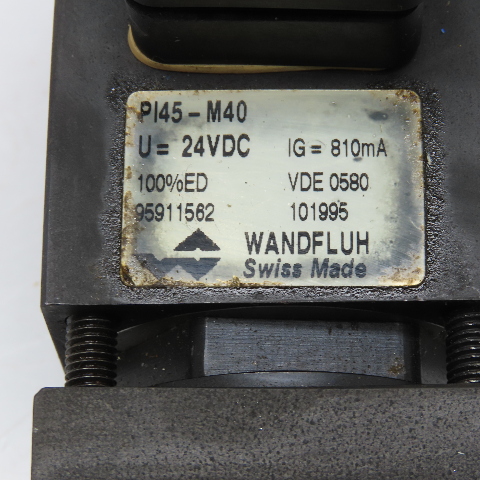 PI45-M40
U= 24VDC IG= 810mA
100%ED VDE 0580
95911562 101995
WANDFLUH
Swiss Made